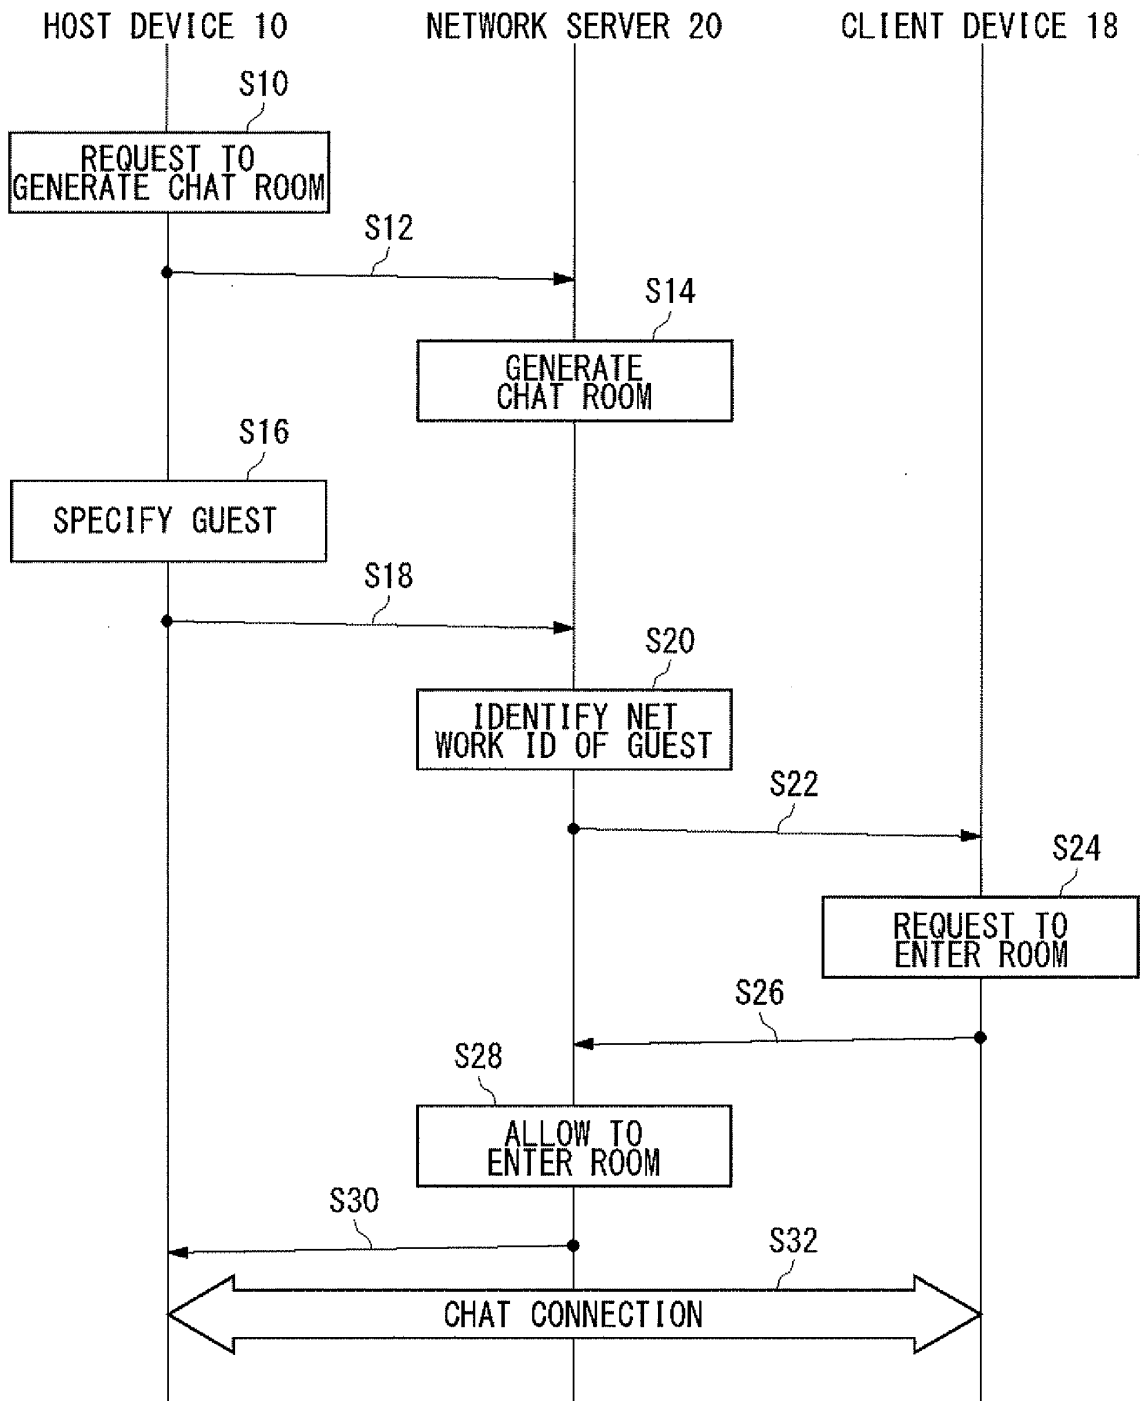 HOST DEVICE 10
NETWORK SERVER 20
CLIENT DEVICE 18
S10
REQUEST TO
GENERATE CHAT ROOM
S12
S14
GENERATE
CHAT ROOM
S16
SPECIFY GUEST
S18
S20
IDENTIFY NET
WORK ID OF GUEST
S22
S24
REQUEST TO
ENTER ROOM
S26
S28
ALLOW TO
ENTER ROOM
S30
S32
CHAT CONNECTION